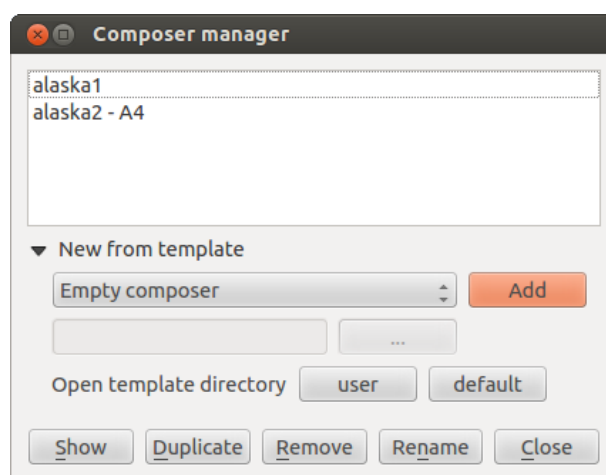 Composer manager
alaska1
alaska2 - A4
New from template
Empty composer Add
...
Open template directory user default
Show Duplicate Remove Rename Close